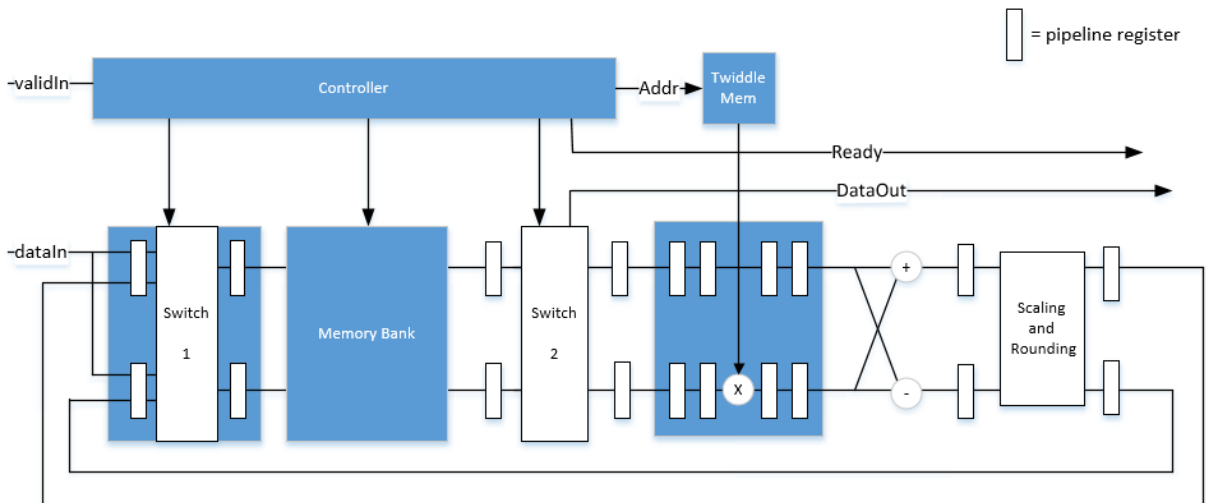 = pipeline register
validIn
Controller
Addr
Twiddle
Mem
Ready
DataOut
dataIn
Switch
1
Memory Bank
Switch
2
X
+
-
Scaling
and
Rounding